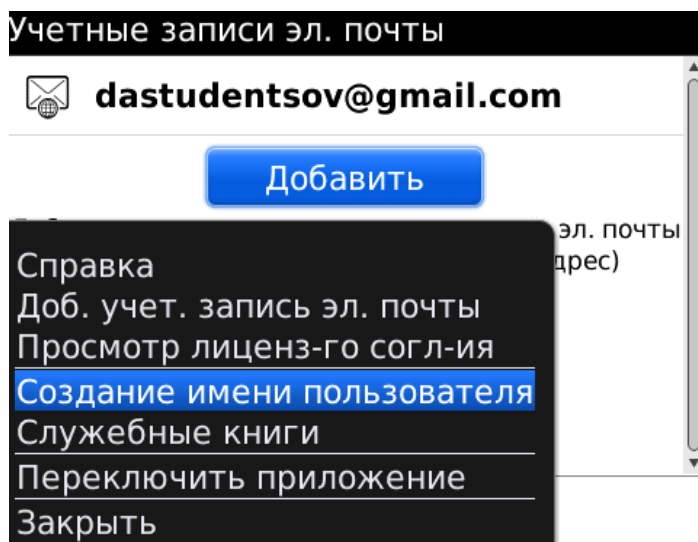 Учетные записи эл. почты
dastudentsov@gmail.com
Добавить
эл. почты
дрес)
Справка
Доб. учет. запись эл. почты
Просмотр лиценз-го согл-ия
Создание имени пользователя
Служебные книги
Переключить приложение
Закрыть